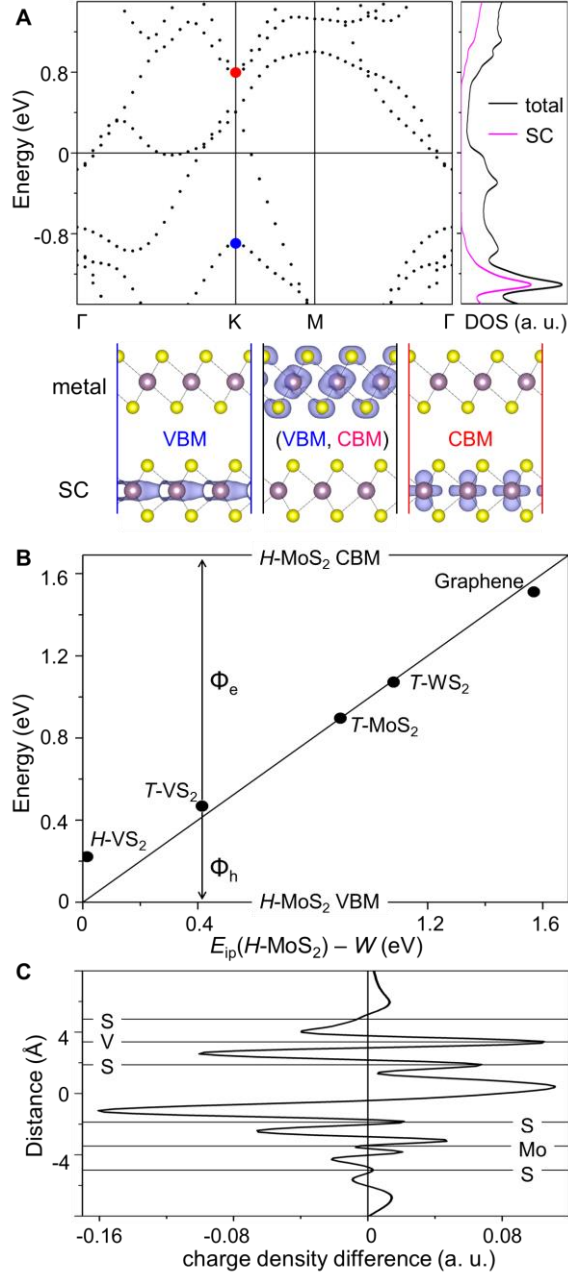 A
Energy (eV)
0.8
0
-0.8
Γ
K
M
Γ
total
SC
DOS (a. u.)
metal
VBM
(VBM, CBM)
CBM
SC
B
H-MoS₂ CBM
Energy (eV)
1.6
1.2
0.8
0.4
0
Graphene
T-WS₂
T-MoS₂
T-VS₂
H-VS₂
Φe
Φh
H-MoS₂ VBM
0 0.4 1.2 1.6
Eip(H-MoS₂) – W (eV)
C
Distance (Å)
4
0
-4
S
V
S
S
Mo
S
-0.16 -0.08 0 0.08
charge density difference (a. u.)